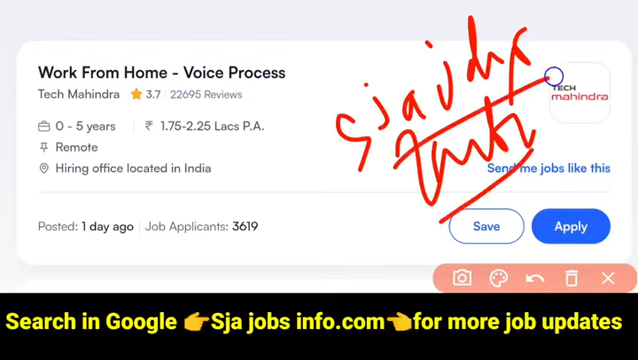 Work From Home - Voice Process
Tech Mahindra ★ 3.7 | 22695 Reviews
TECH
mahindra
0 - 5 years ₹ 1.75-2.25 Lacs P.A.
Remote
Hiring office located in India
Send me jobs like this
Posted: 1 day ago | Job Applicants: 3619
Save
Apply
Sja jobs
Search in Google 👉Sja jobs info.com👈for more job updates